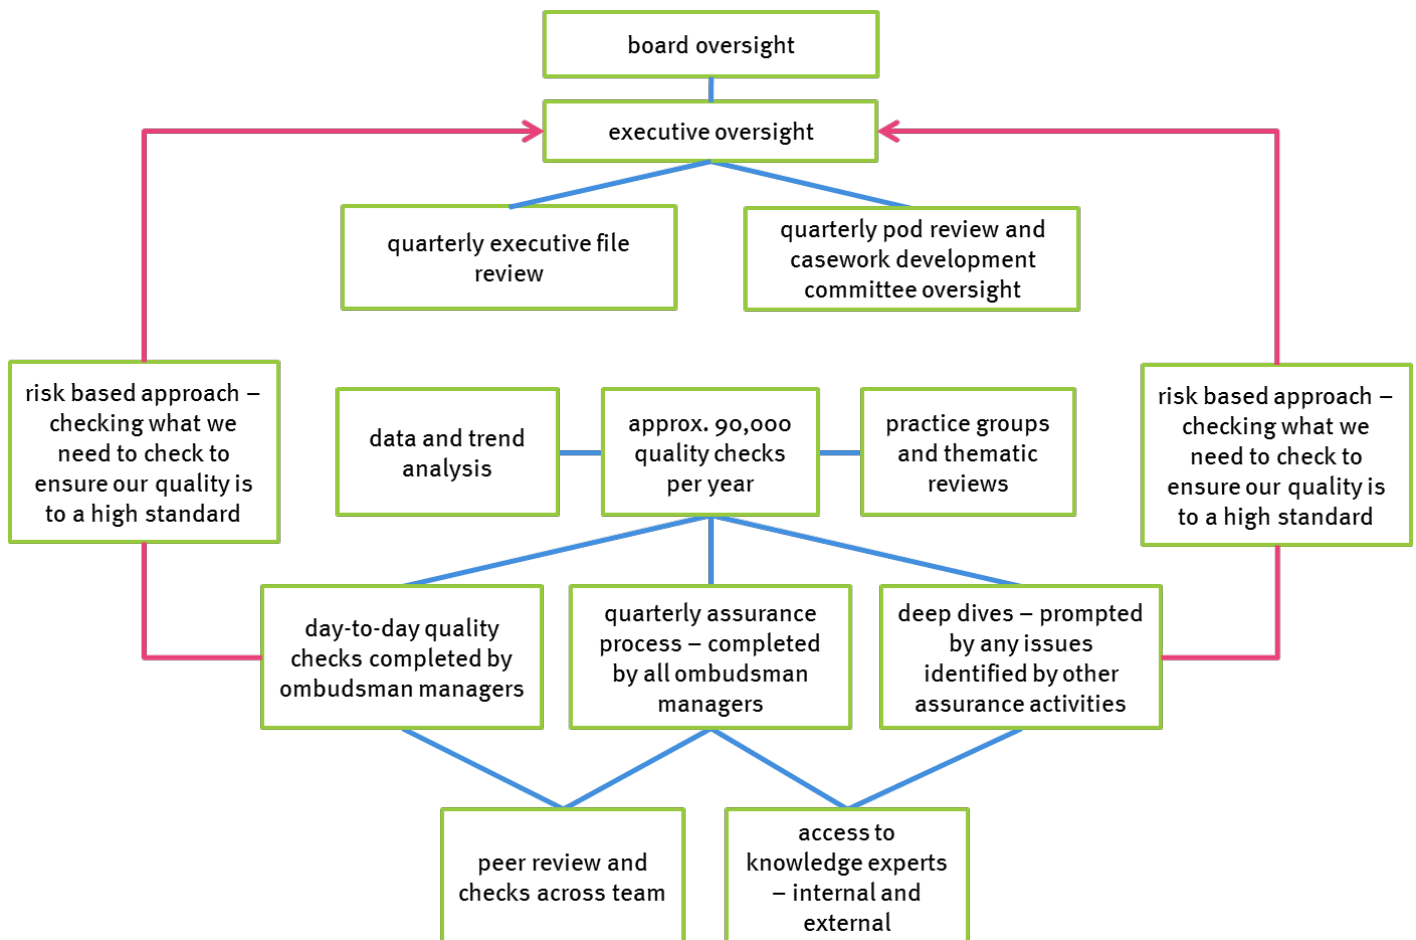 board oversight
executive oversight
quarterly executive file
review
quarterly pod review and
casework development
committee oversight
risk based approach –
checking what we
need to check to
ensure our quality is
to a high standard
data and trend
analysis
approx. 90,000
quality checks
per year
practice groups
and thematic
reviews
risk based approach –
checking what we
need to check to
ensure our quality is
to a high standard
day-to-day quality
checks completed by
ombudsman managers
quarterly assurance
process – completed
by all ombudsman
managers
deep dives – prompted
by any issues
identified by other
assurance activities
peer review and
checks across team
access to
knowledge experts
– internal and
external